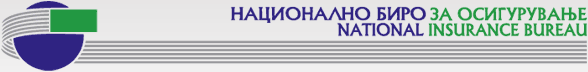 НАЦИОНАЛНО БИРО ЗА ОСИГУРУВАЊЕ
NATIONAL INSURANCE BUREAU